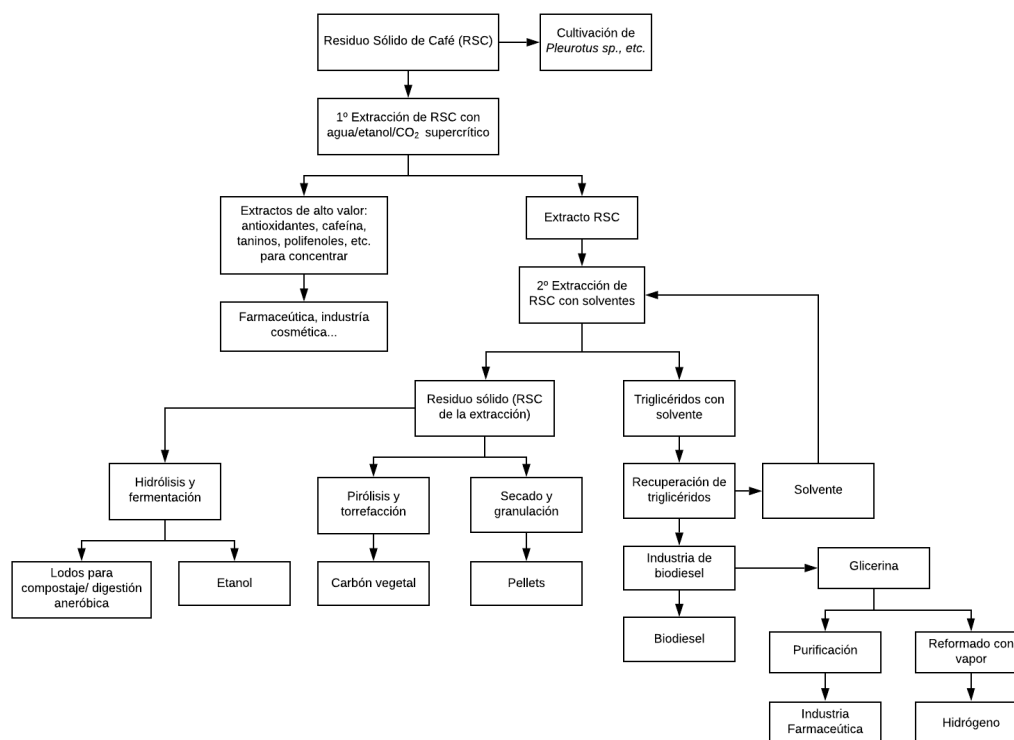 Residuo Sólido de Café (RSC)
Cultivación de
Pleurotus sp., etc.
1º Extracción de RSC con
agua/etanol/CO₂ supercrítico
Extractos de alto valor:
antioxidantes, cafeína,
taninos, polifenoles, etc.
para concentrar
Extracto RSC
2º Extracción de
RSC con solventes
Farmaceútica, industría
cosmética...
Residuo sólido (RSC
de la extracción)
Triglicéridos con
solvente
Hidrólisis y
fermentación
Pirólisis y
torrefacción
Secado y
granulación
Recuperación de
triglicéridos
Solvente
Lodos para
compostaje/ digestión
aneróbica
Etanol
Carbón vegetal
Pellets
Industria de
biodiesel
Glicerina
Biodiesel
Purificación
Reformado con
vapor
Industria
Farmaceútica
Hidrógeno